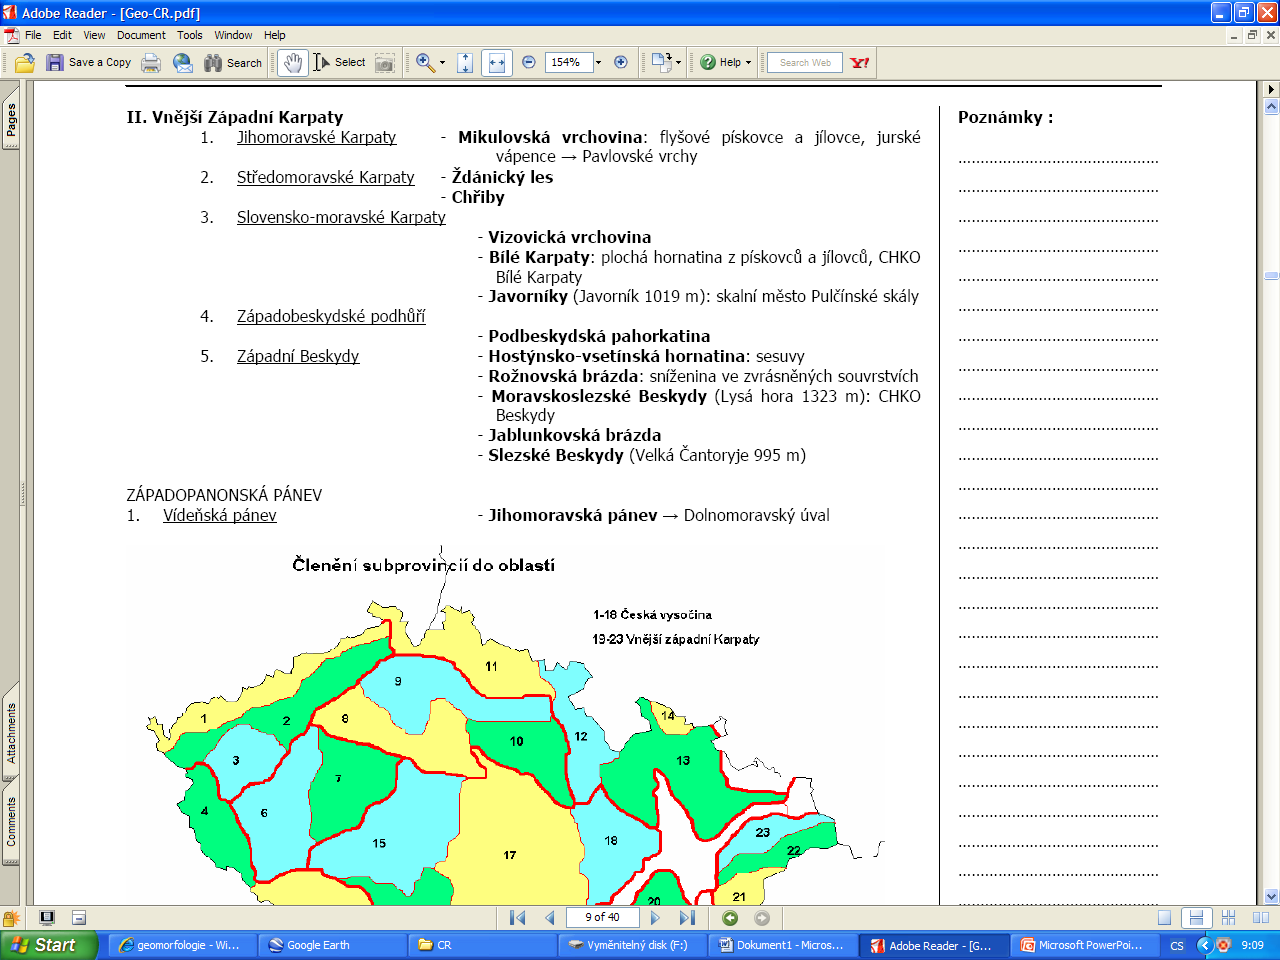 Adobe Reader - [Geo-CR.pdf]
File Edit View Document Tools Window Help
Save a Copy Search Select 154% Help Search Web Y!
Pages
Attachments
Comments
II. Vnější Západní Karpaty
1. Jihomoravské Karpaty - Mikulovská vrchovina: flyšové pískovce a jílovce, jurské
vápence → Pavlovské vrchy
2. Středomoravské Karpaty - Ždánický les
- Chřiby
3. Slovensko-moravské Karpaty
- Vizovická vrchovina
- Bílé Karpaty: plochá hornatina z pískovců a jílovců, CHKO
Bílé Karpaty
- Javorníky (Javorník 1019 m): skalní město Pulčínské skály
4. Západobeskydské podhůří
- Podbeskydská pahorkatina
5. Západní Beskydy - Hostýnsko-vsetínská hornatina: sesuvy
- Rožnovská brázda: sníženina ve zvrásněných souvrstvích
- Moravskoslezské Beskydy (Lysá hora 1323 m): CHKO
Beskydy
- Jablunkovská brázda
- Slezské Beskydy (Velká Čantoryje 995 m)
ZÁPADOPANONSKÁ PÁNEV
1. Vídeňská pánev - Jihomoravská pánev → Dolnomoravský úval
Poznámky :
Členění subprovincií do oblastí
1-18 Česká vysočina
19-23 Vnější západní Karpaty
11
9
1
2
8
14
12
10
3
13
7
4
6
18
23
15
22
17
21
20
9 of 40
Start geomorfologie - Wi... Google Earth CR Vyměnitelný disk (F:) Dokument1 - Micros... Adobe Reader - [G... Microsoft PowerPoi... CS 9:09